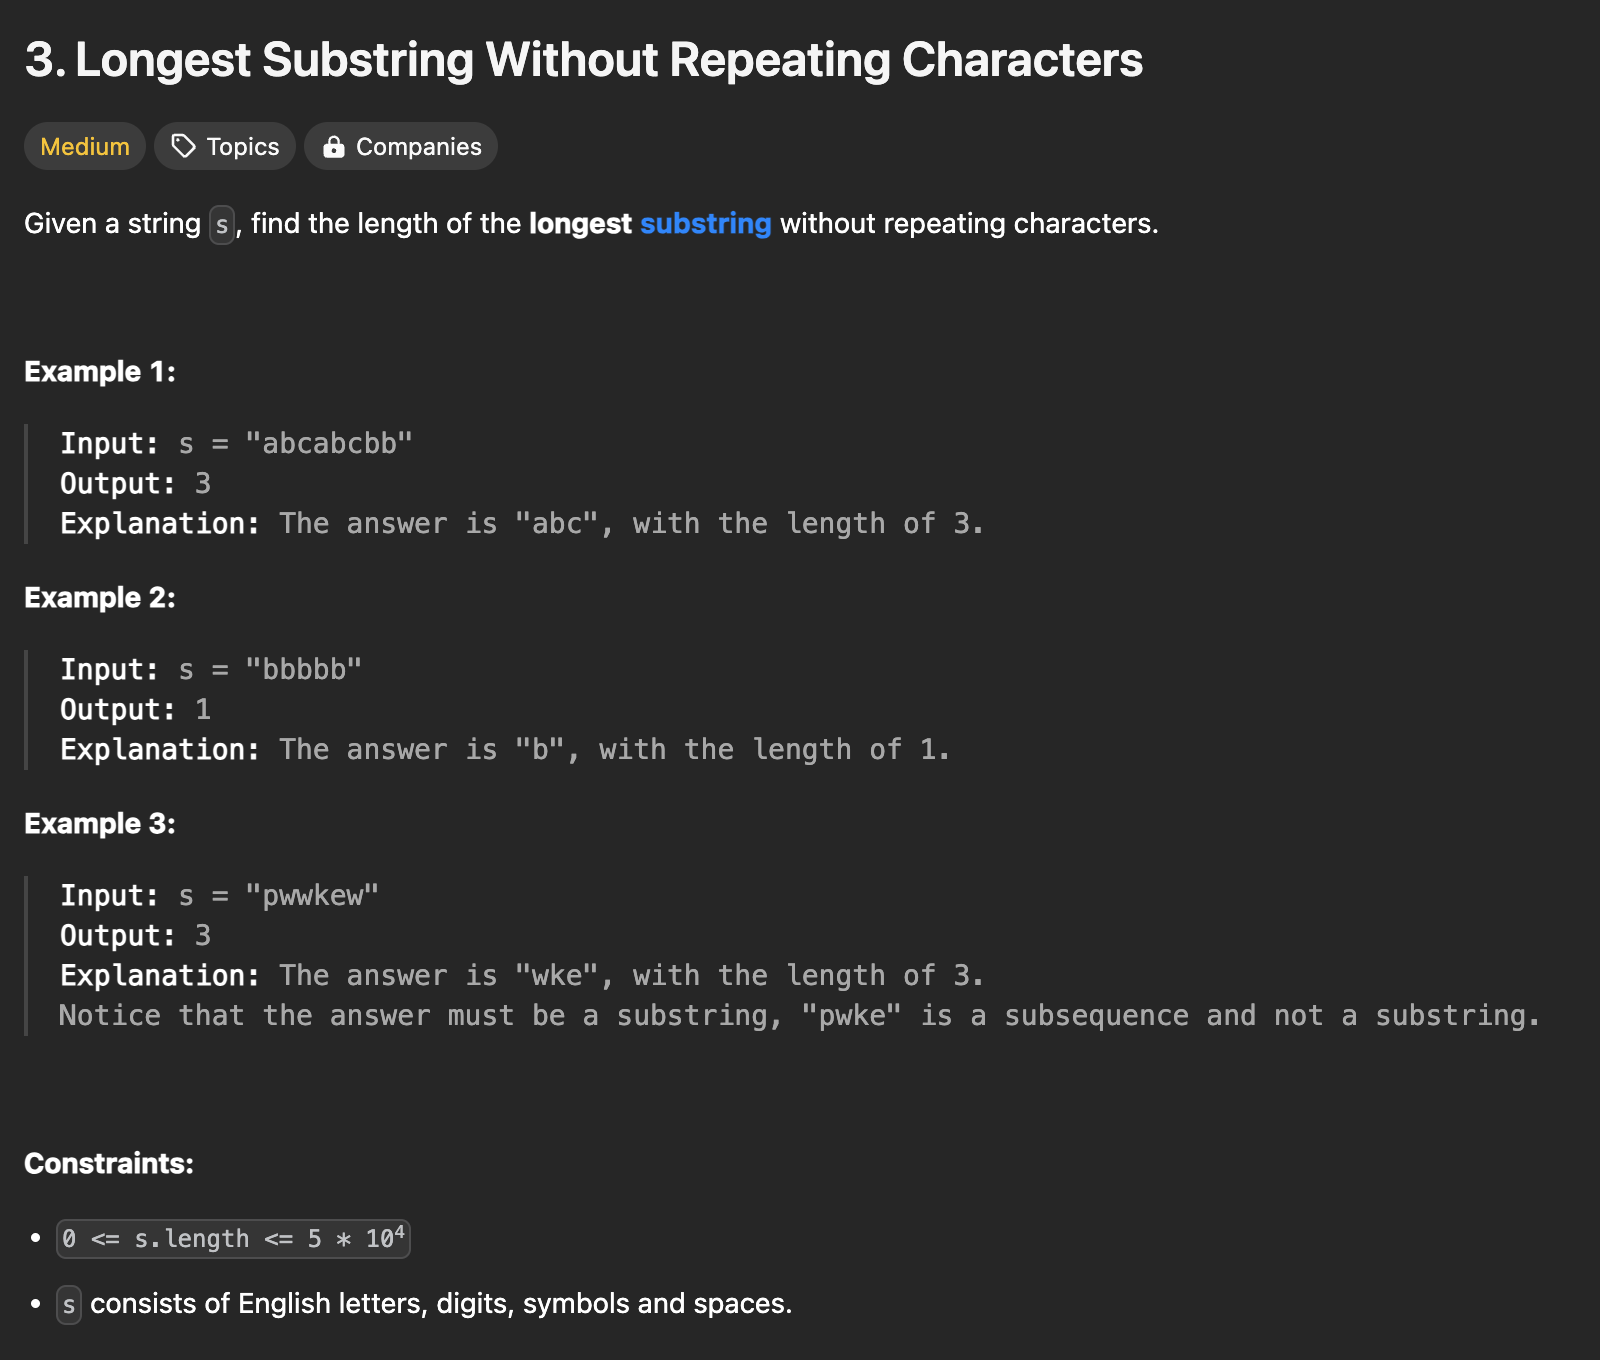 3. Longest Substring Without Repeating Characters
Medium Topics Companies
Given a string s, find the length of the longest substring without repeating characters.
Example 1:
Input: s = "abcabcbb"
Output: 3
Explanation: The answer is "abc", with the length of 3.
Example 2:
Input: s = "bbbbb"
Output: 1
Explanation: The answer is "b", with the length of 1.
Example 3:
Input: s = "pwwkew"
Output: 3
Explanation: The answer is "wke", with the length of 3.
Notice that the answer must be a substring, "pwke" is a subsequence and not a substring.
Constraints:
• 0 <= s.length <= 5 * 10⁴
• s consists of English letters, digits, symbols and spaces.